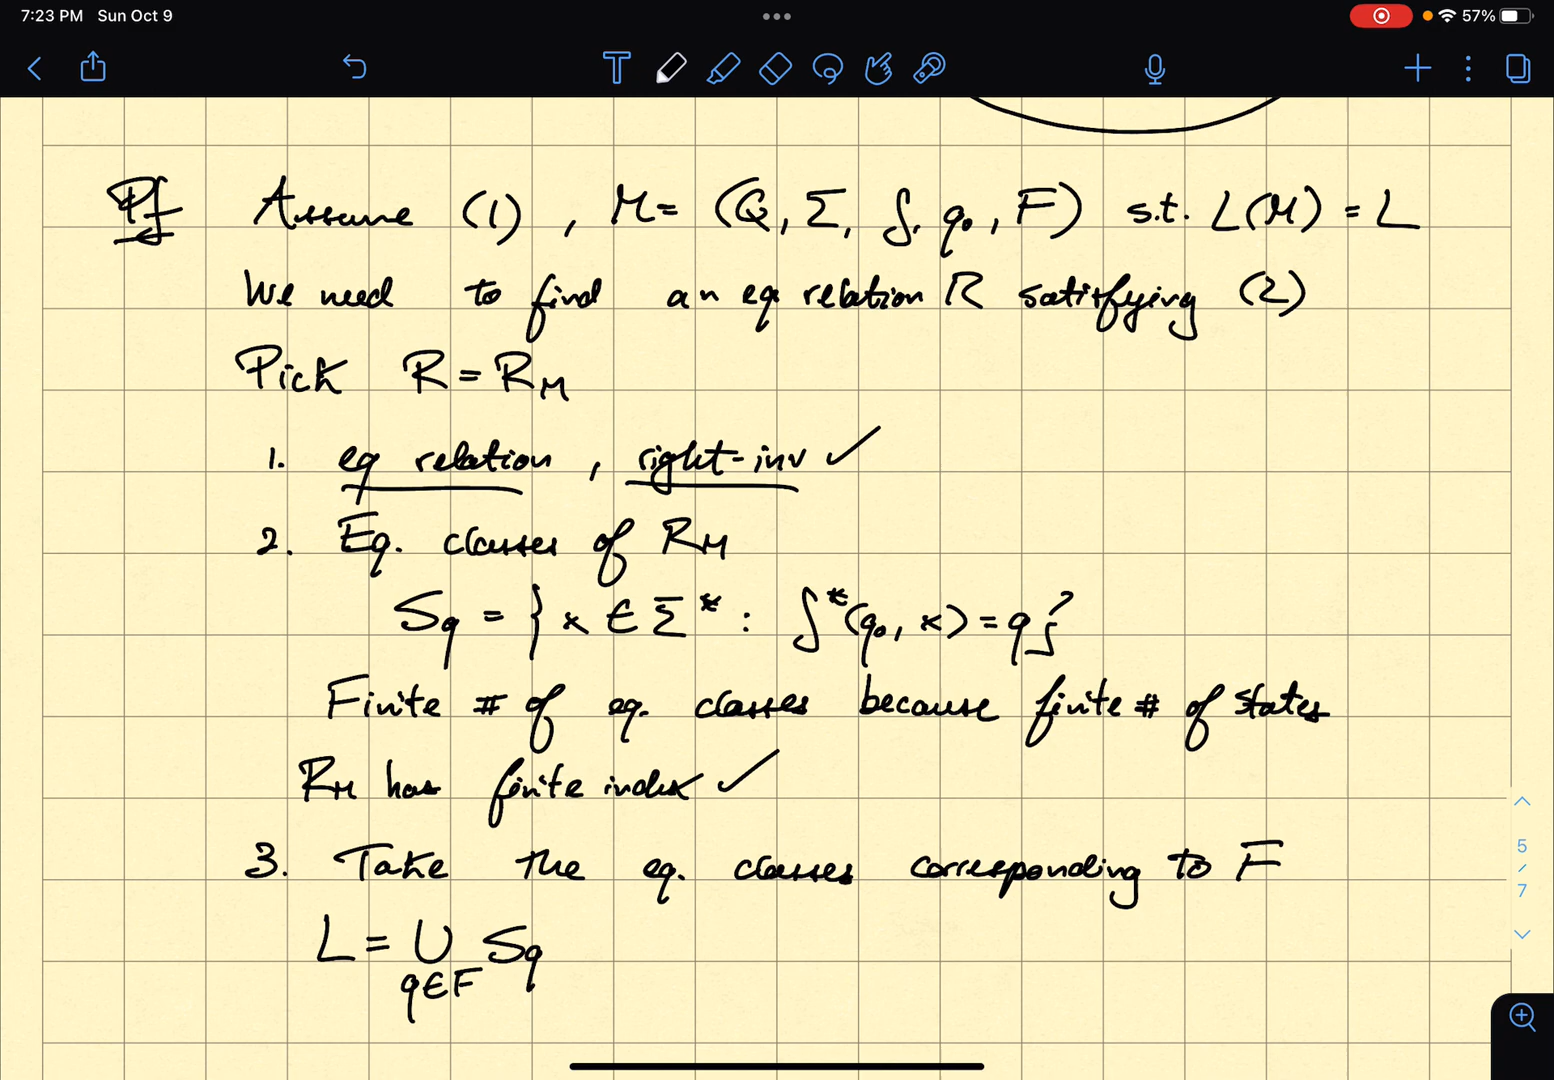 7:23 PM Sun Oct 9
57%
Pf Assume (1), M = (Q, Σ, δ, q₀, F) s.t. L(M) = L
We need to find an eq relation R satisfying (2)
Pick R = R_M
1. eq relation, right-inv ✓
2. Eq. classes of R_M
S_q = { x ∈ Σ* : δ*(q₀, x) = q }
Finite # of eq. classes because finite # of states
R_M has finite index ✓
3. Take the eq. classes corresponding to F
L = ∪ S_q
q ∈ F
5
/
7